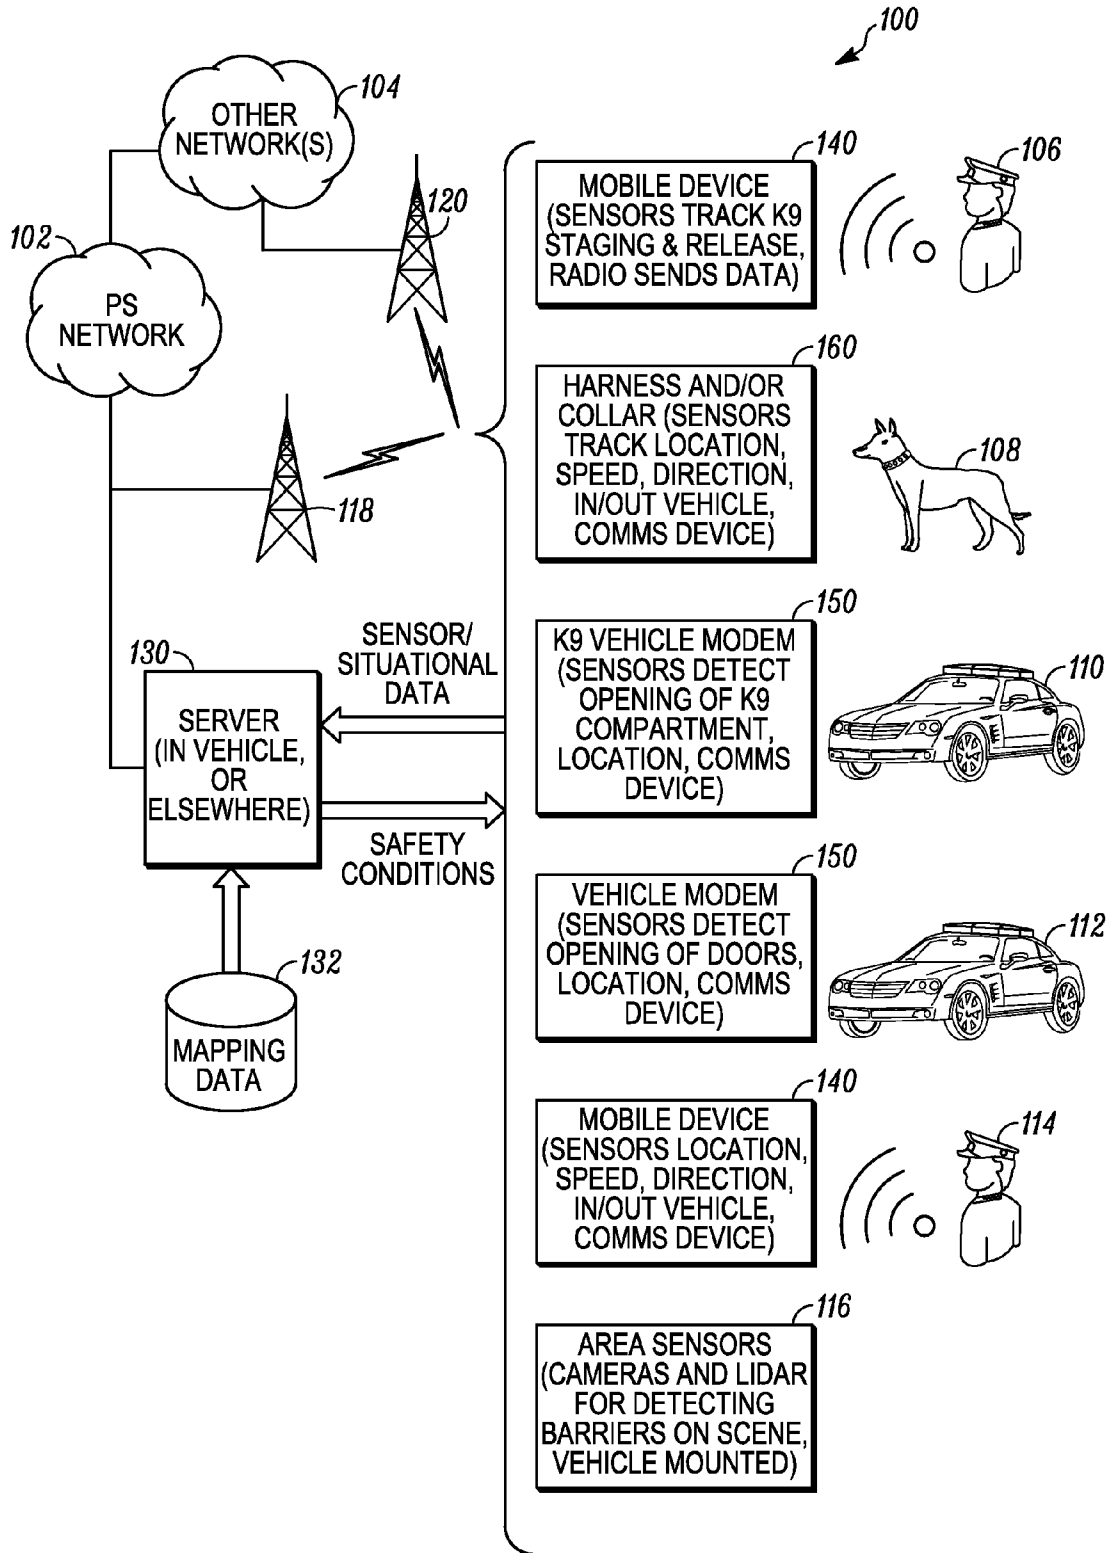 100
104
OTHER
NETWORK(S)
102
PS
NETWORK
120
118
140
MOBILE DEVICE
(SENSORS TRACK K9
STAGING & RELEASE,
RADIO SENDS DATA)
106
160
HARNESS AND/OR
COLLAR (SENSORS
TRACK LOCATION,
SPEED, DIRECTION,
IN/OUT VEHICLE,
COMMS DEVICE)
108
130
SERVER
(IN VEHICLE,
OR
ELSEWHERE)
SENSOR/
SITUATIONAL
DATA
SAFETY
CONDITIONS
132
MAPPING
DATA
150
K9 VEHICLE MODEM
(SENSORS DETECT
OPENING OF K9
COMPARTMENT,
LOCATION, COMMS
DEVICE)
110
150
VEHICLE MODEM
(SENSORS DETECT
OPENING OF DOORS,
LOCATION, COMMS
DEVICE)
112
140
MOBILE DEVICE
(SENSORS LOCATION,
SPEED, DIRECTION,
IN/OUT VEHICLE,
COMMS DEVICE)
114
116
AREA SENSORS
(CAMERAS AND LIDAR
FOR DETECTING
BARRIERS ON SCENE,
VEHICLE MOUNTED)